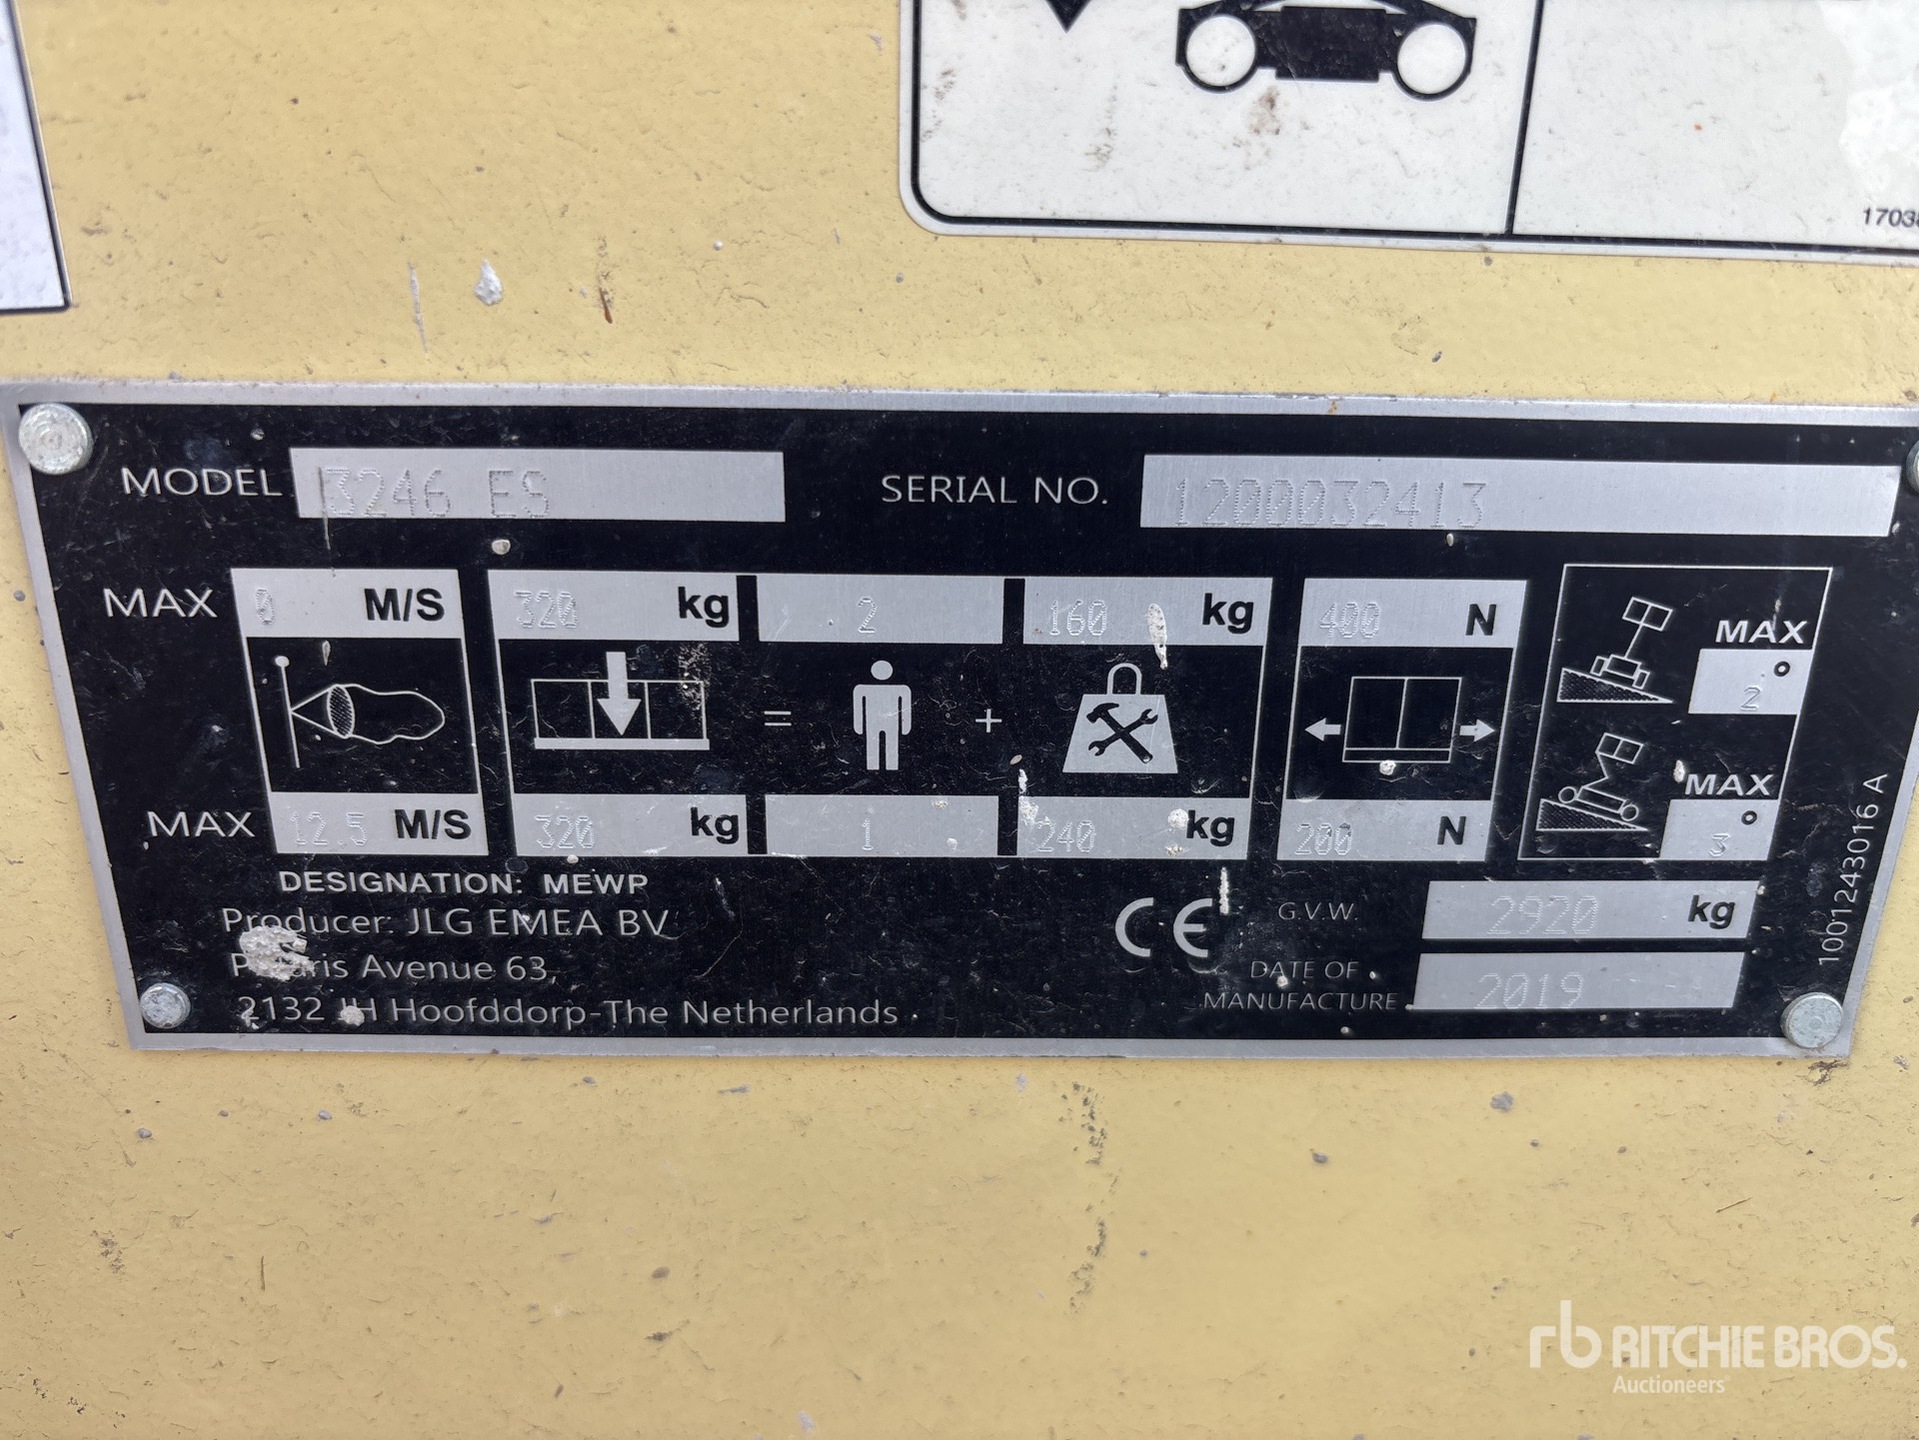 17038
MODEL 3246 ES SERIAL NO. 1200032413
MAX 0 M/S 320 kg 2 160 kg 400 N
MAX
2°
= +
MAX
3°
MAX 12.5 M/S 320 kg 1 240 kg 200 N
DESIGNATION: MEWP
Producer: JLG EMEA BV
Polaris Avenue 63,
2132 JH Hoofddorp-The Netherlands
CE
G.V.W. 2920 kg
DATE OF
MANUFACTURE 2019
1001243016 A
rb RITCHIE BROS.
Auctioneers